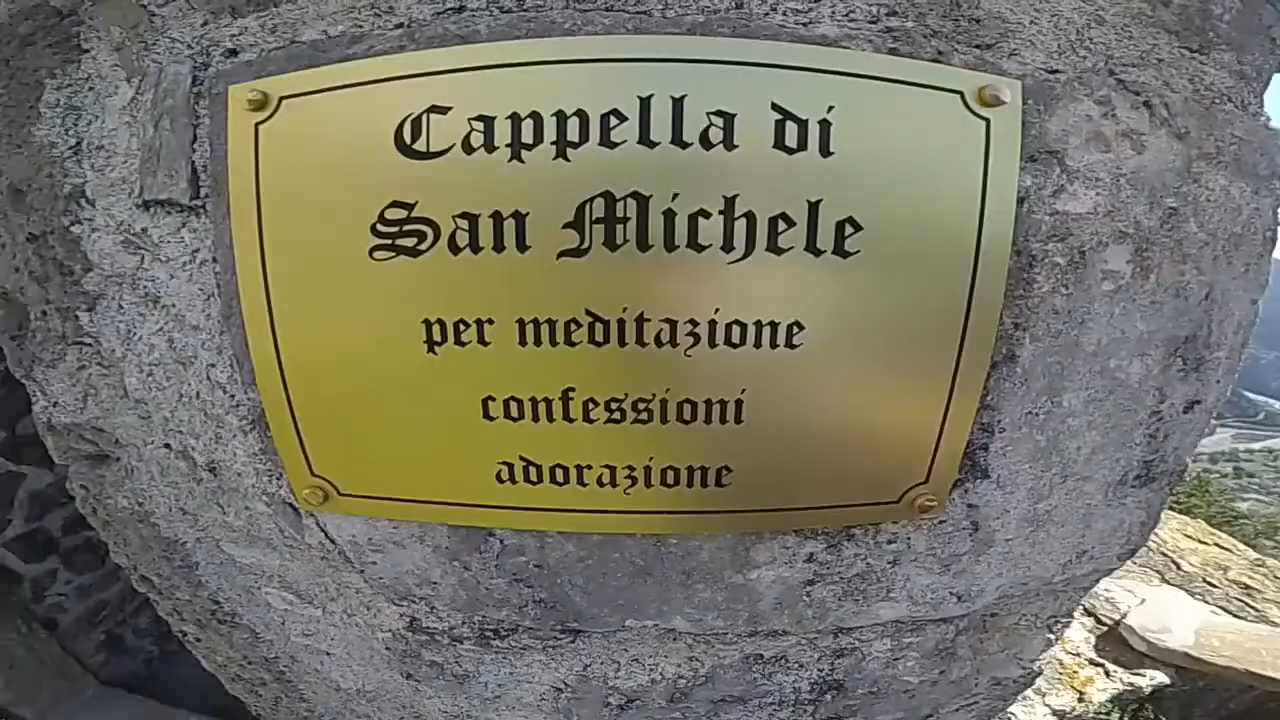 Cappella di
San Michele
per meditazione
confessioni
adorazione